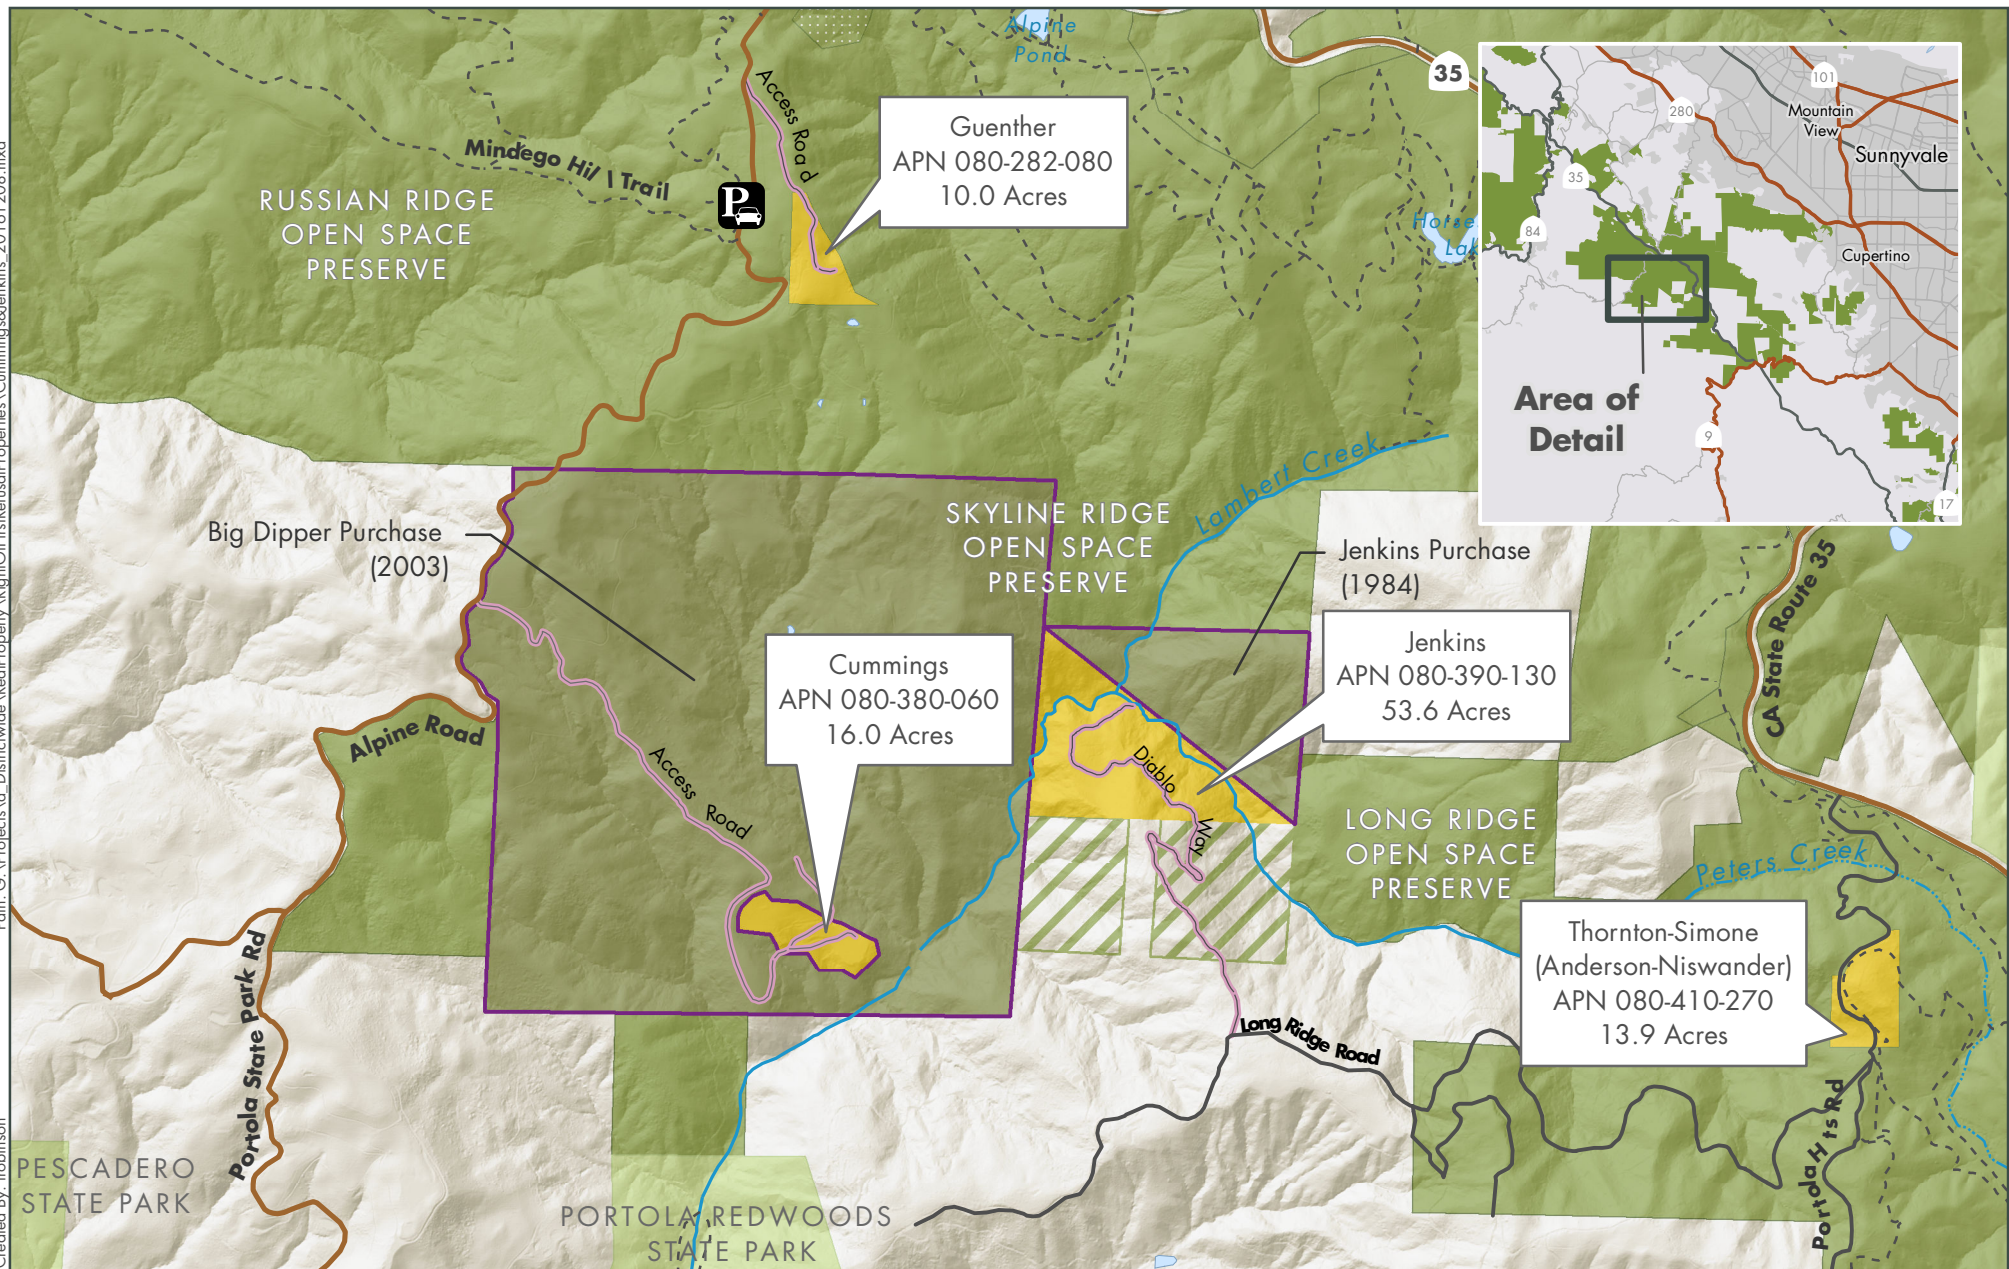 Alpine
Pond
35
Access Road
Guenther
APN 080-282-080
10.0 Acres
Mindego Hill Trail
P
RUSSIAN RIDGE
OPEN SPACE
PRESERVE
Horse
Lak
101
280
Mountain
View
Sunnyvale
35
84
Cupertino
Area of
Detail
9
17
Lambert Creek
SKYLINE RIDGE
OPEN SPACE
PRESERVE
Big Dipper Purchase
(2003)
Jenkins Purchase
(1984)
CA State Route 35
Cummings
APN 080-380-060
16.0 Acres
Jenkins
APN 080-390-130
53.6 Acres
Alpine Road
Access Road
Diablo Way
LONG RIDGE
OPEN SPACE
PRESERVE
Peters Creek
Thornton-Simone
(Anderson-Niswander)
APN 080-410-270
13.9 Acres
Portola State Park Rd
Long Ridge Road
Portola Hts Rd
PESCADERO
STATE PARK
PORTOLA REDWOODS
STATE PARK